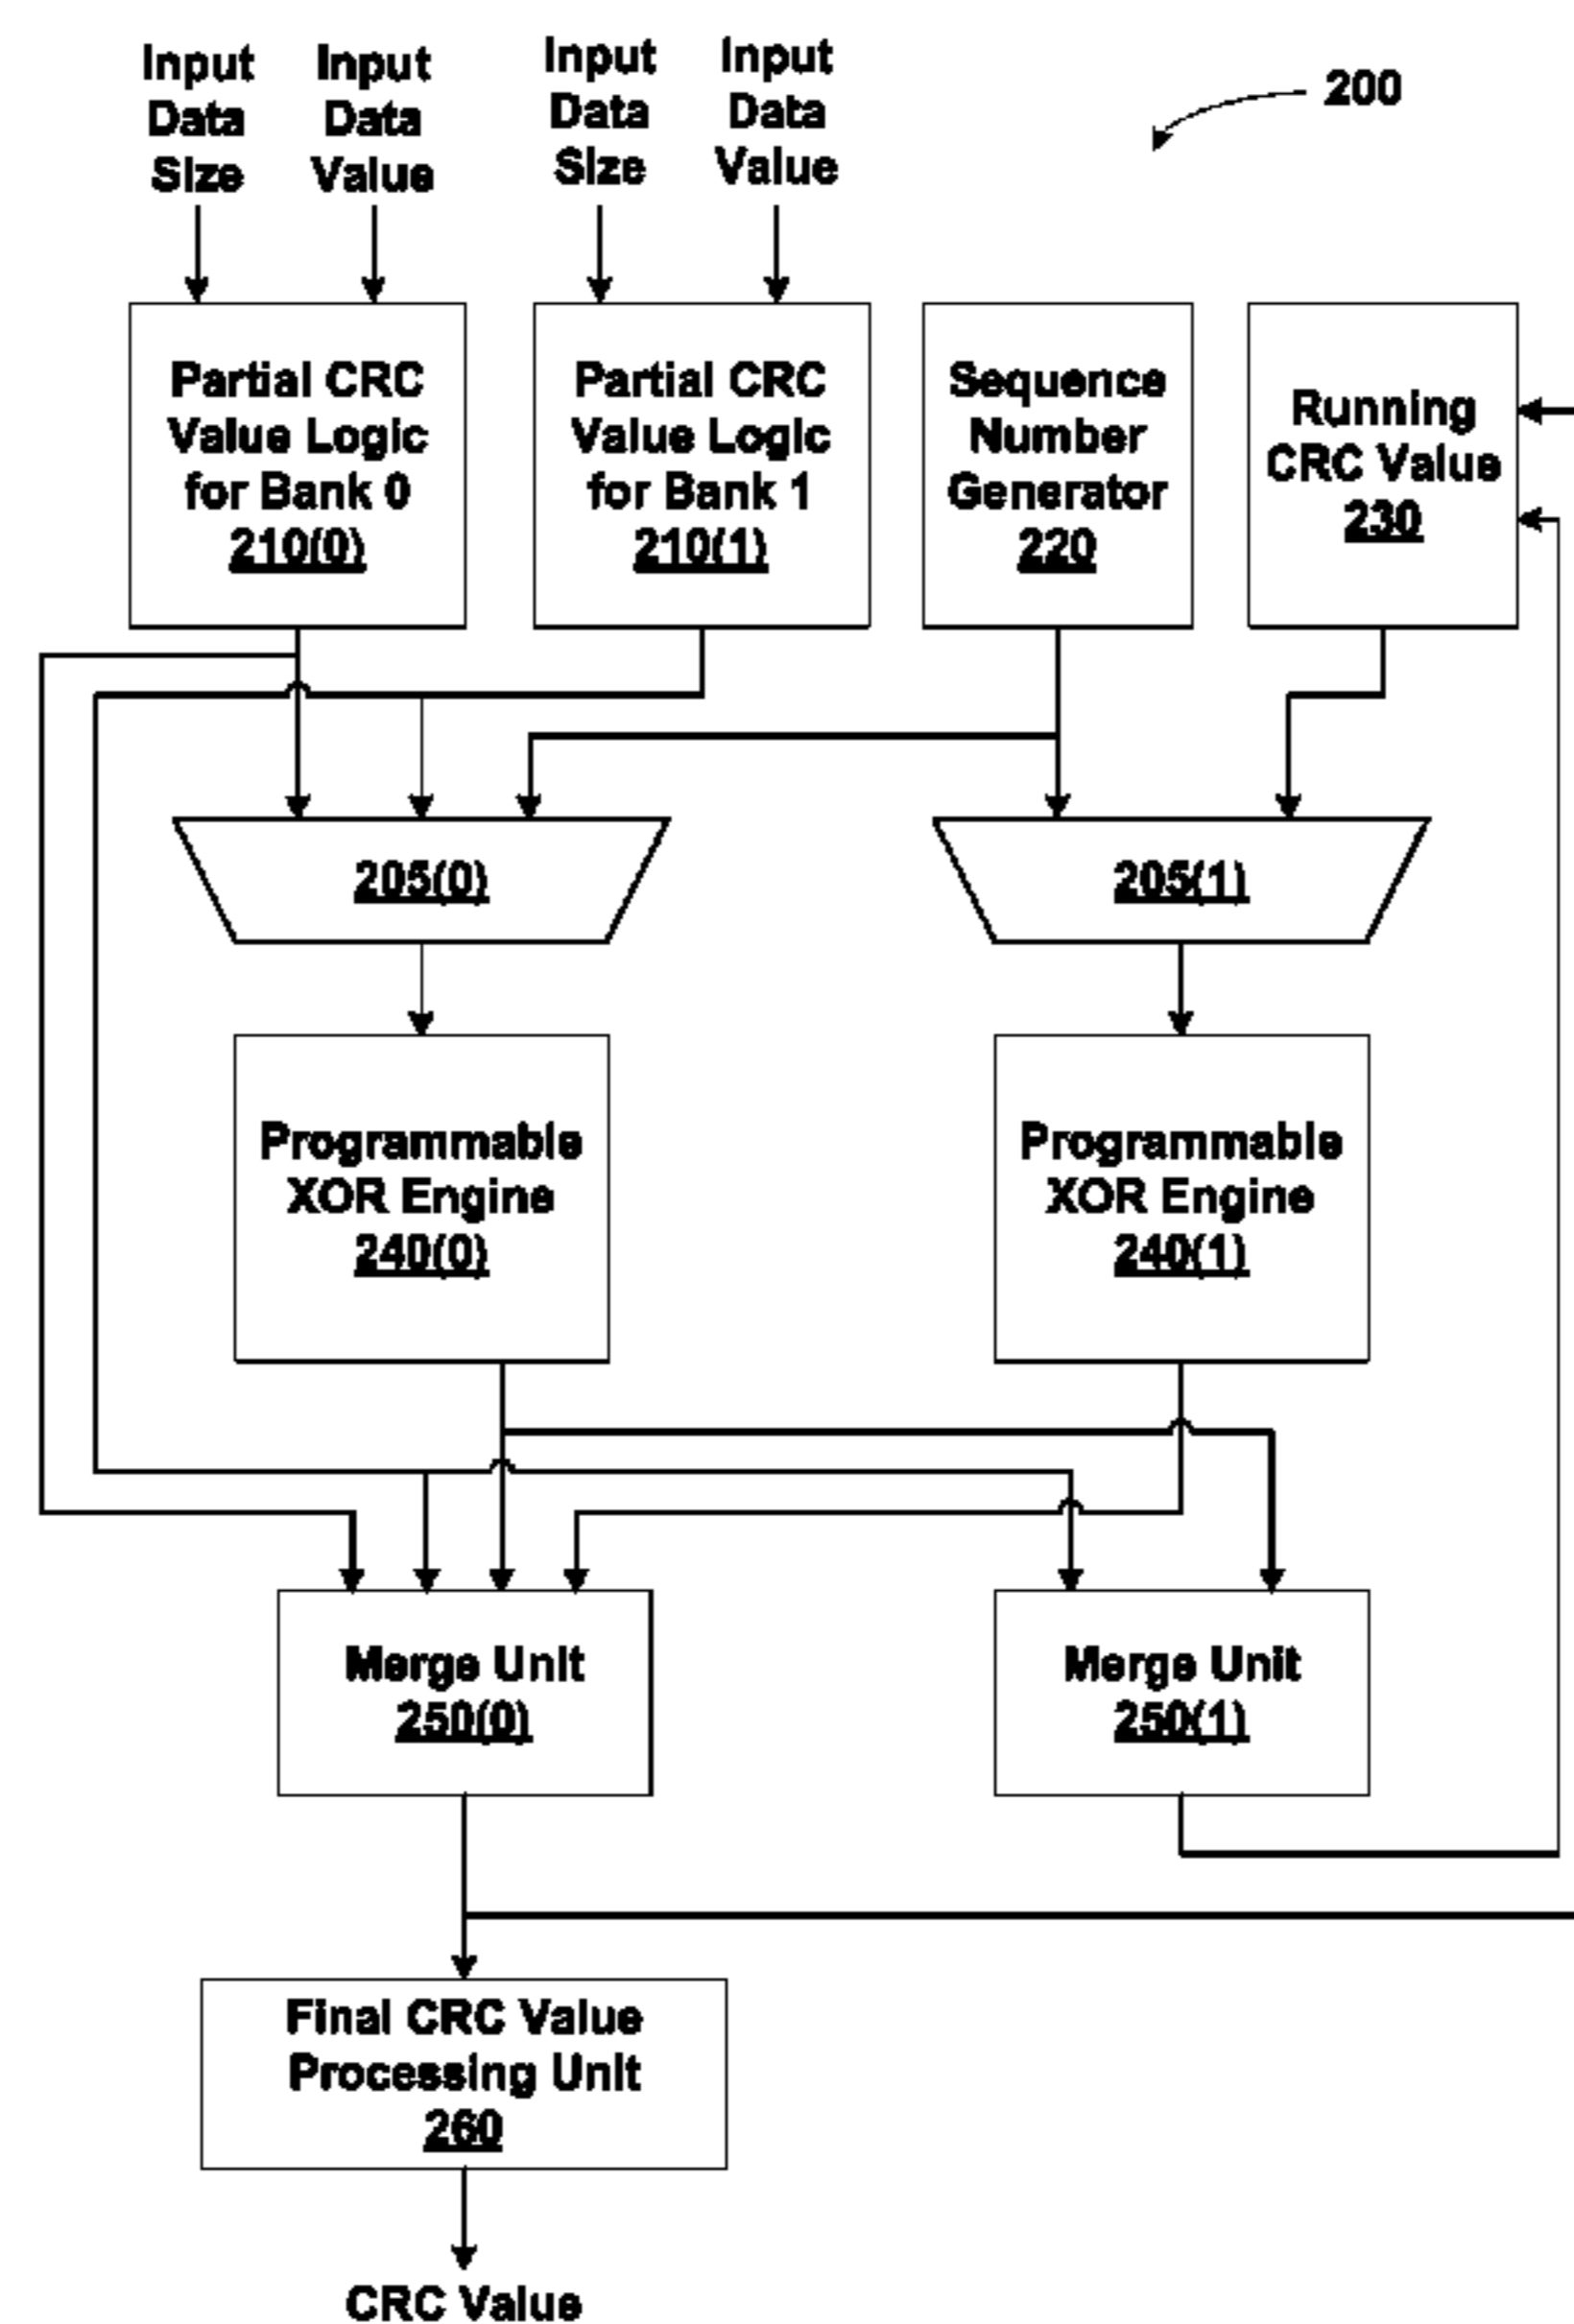 Input
Data
Size
Input
Data
Value
Input
Data
Size
Input
Data
Value
200
Partial CRC
Value Logic
for Bank 0
210(0)
Partial CRC
Value Logic
for Bank 1
210(1)
Sequence
Number
Generator
220
Running
CRC Value
230
205(0)
205(1)
Programmable
XOR Engine
240(0)
Programmable
XOR Engine
240(1)
Merge Unit
250(0)
Merge Unit
250(1)
Final CRC Value
Processing Unit
260
CRC Value